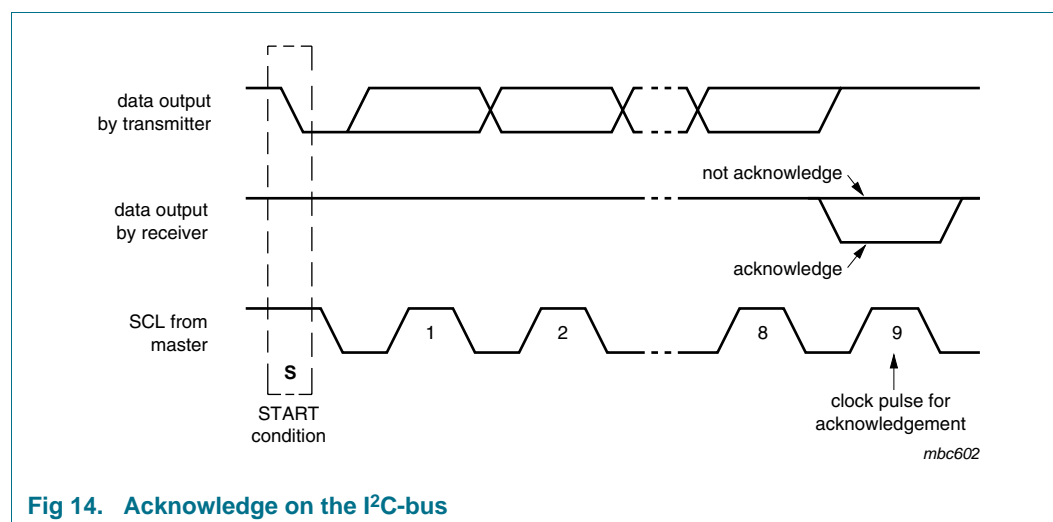 data output
by transmitter
not acknowledge
data output
by receiver
acknowledge
SCL from
master
1
2
8
9
S
START
condition
clock pulse for
acknowledgement
mbc602
Fig 14. Acknowledge on the I²C-bus